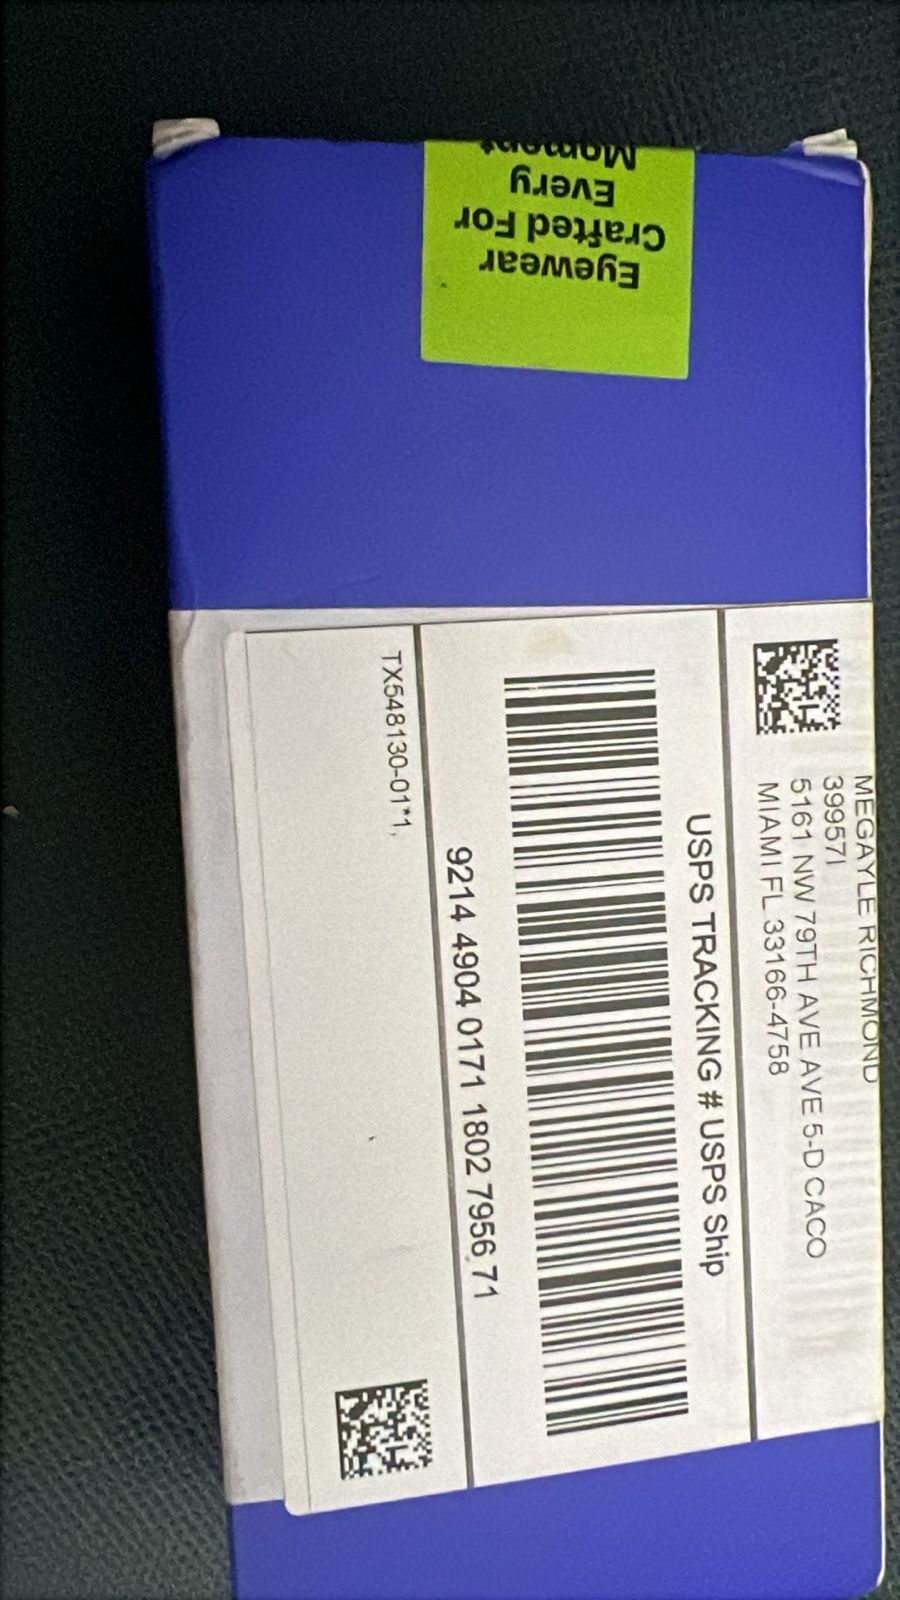 Eyewear
Crafted For
Every
Moment
MEGAYLE RICHMOND
399571
5161 NW 79TH AVE AVE 5-D CACO
MIAMI FL 33166-4758
USPS TRACKING # USPS Ship
9214 4904 0171 1802 7956 71
TX548130-01*1,